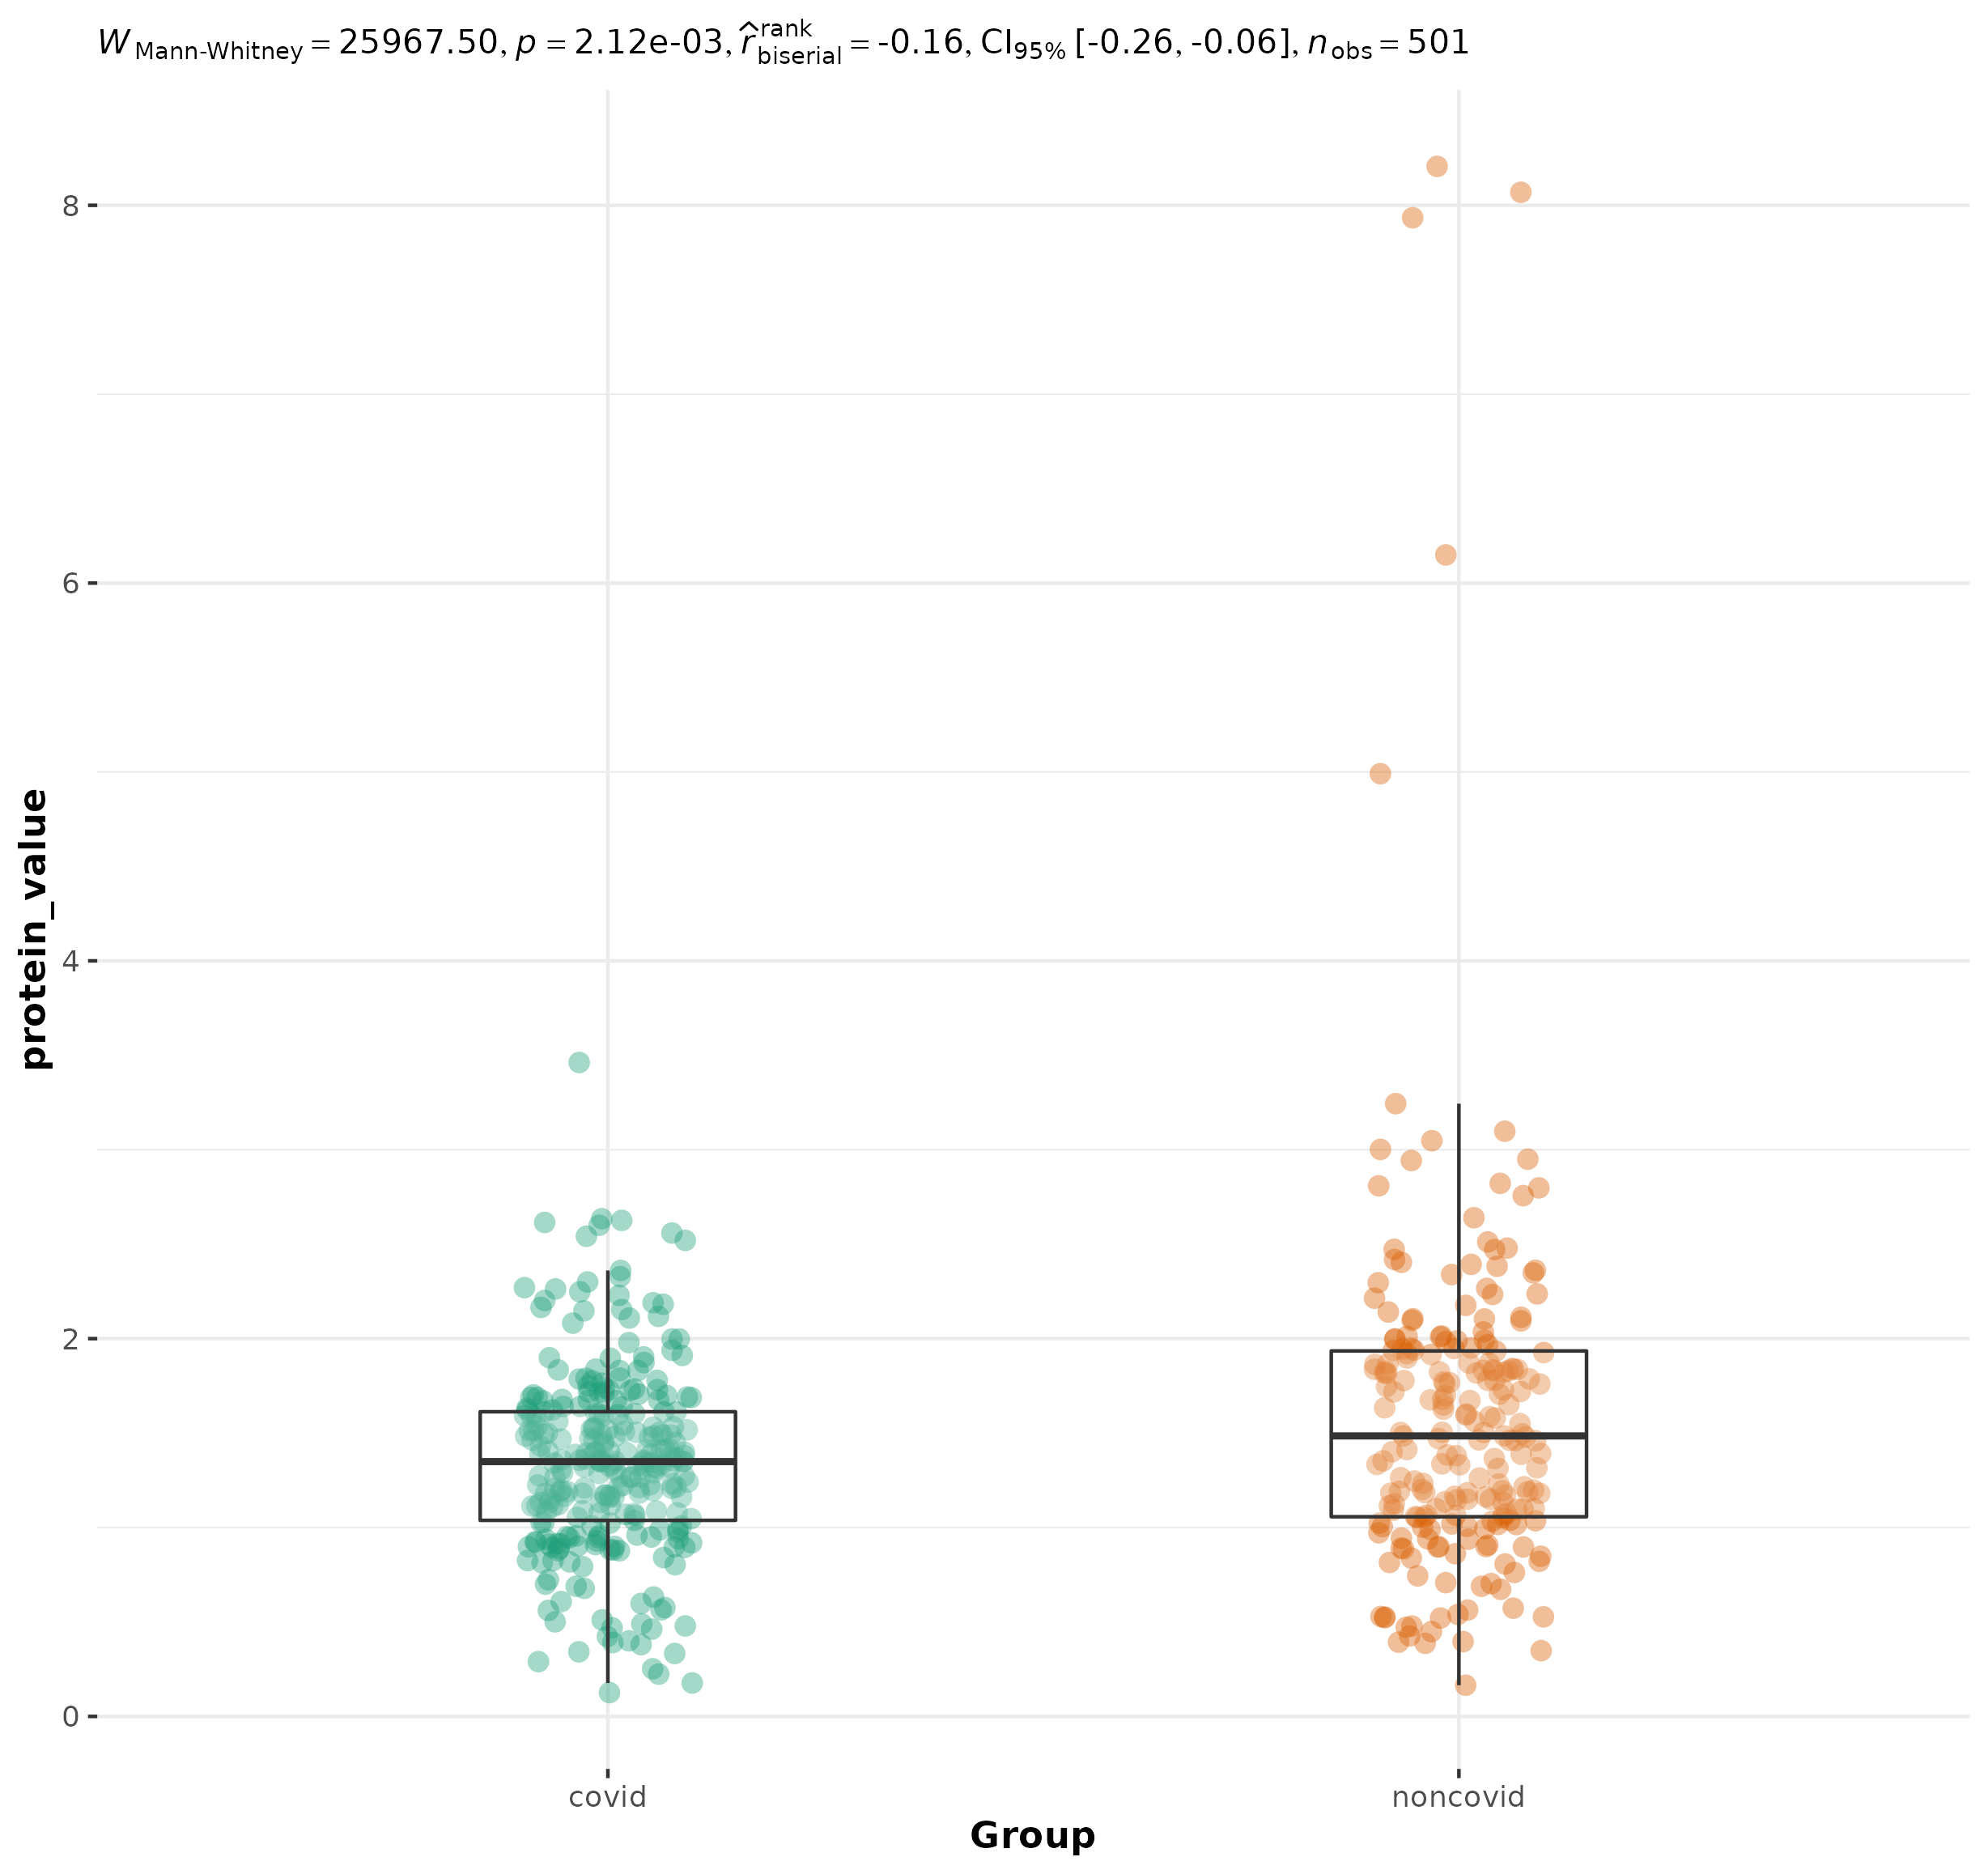 W Mann-Whitney = 25967.50, p = 2.12e-03, r̂ rank biserial = -0.16, CI95% [-0.26, -0.06], nobs = 501
8
6
4
2
0
protein_value
covid noncovid
Group